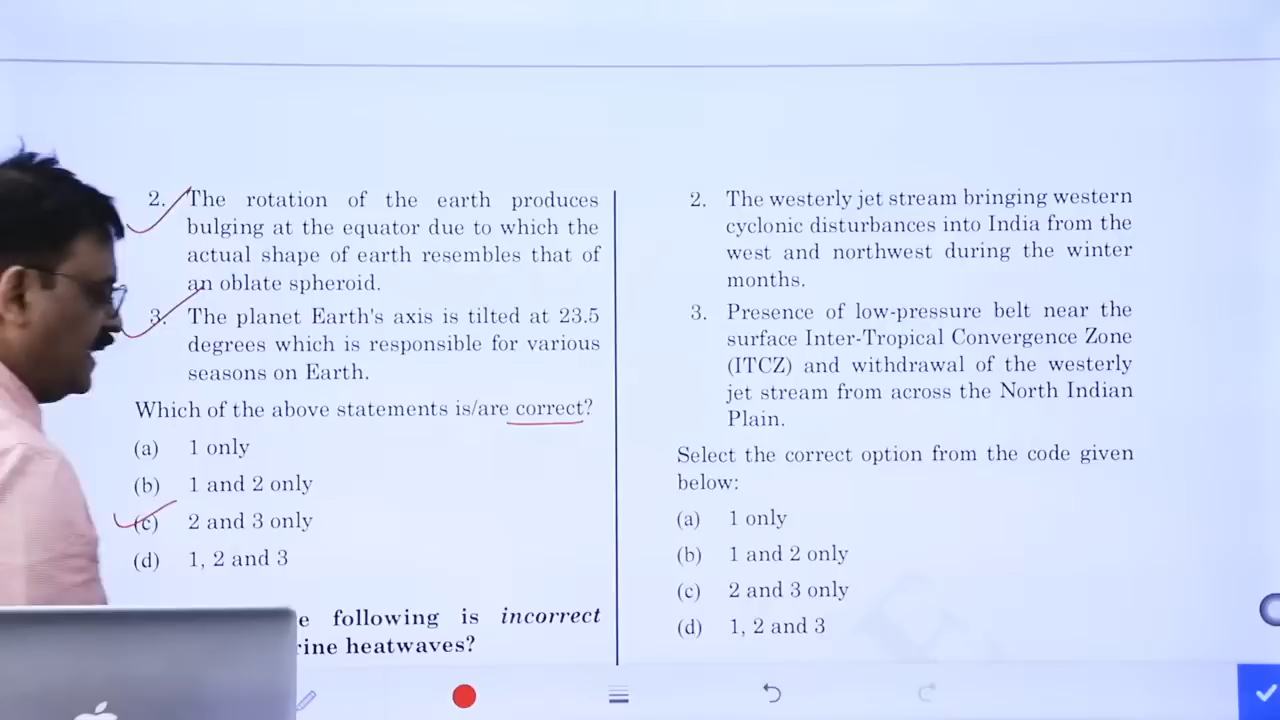 2. The rotation of the earth produces
bulging at the equator due to which the
actual shape of earth resembles that of
an oblate spheroid.
3. The planet Earth's axis is tilted at 23.5
degrees which is responsible for various
seasons on Earth.
Which of the above statements is/are correct?
(a) 1 only
(b) 1 and 2 only
(c) 2 and 3 only
(d) 1, 2 and 3
following is incorrect
heatwaves?
2. The westerly jet stream bringing western
cyclonic disturbances into India from the
west and northwest during the winter
months.
3. Presence of low-pressure belt near the
surface Inter-Tropical Convergence Zone
(ITCZ) and withdrawal of the westerly
jet stream from across the North Indian
Plain.
Select the correct option from the code given
below:
(a) 1 only
(b) 1 and 2 only
(c) 2 and 3 only
(d) 1, 2 and 3